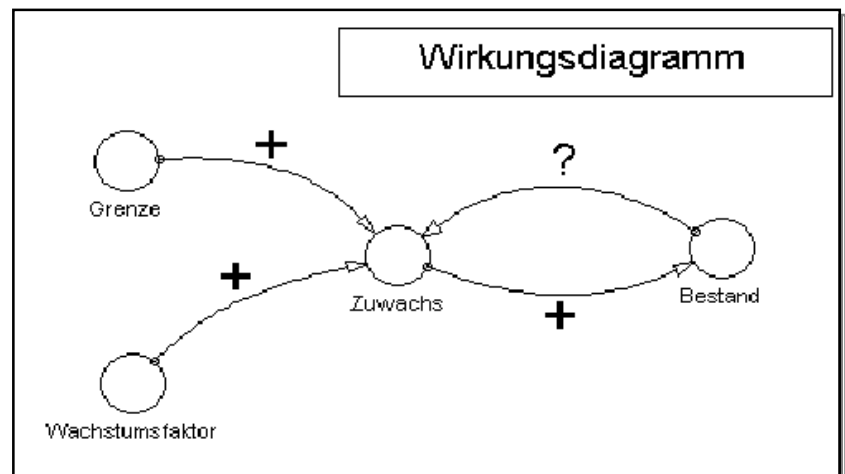 Wirkungsdiagramm
+
?
Grenze
+
Zuwachs
+
Bestand
Wachstumsfaktor